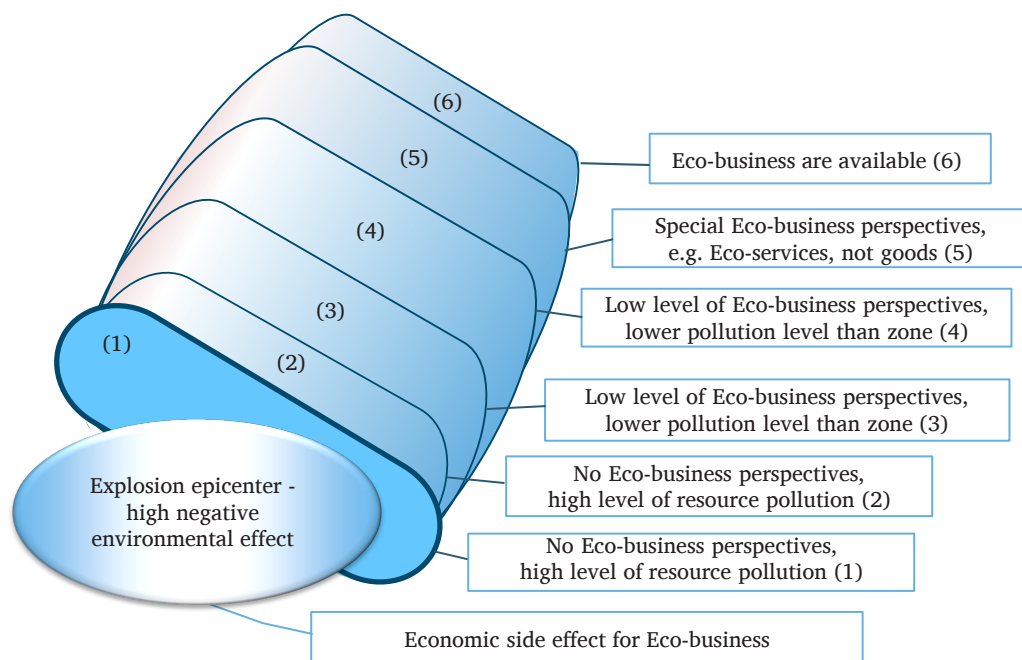 (6)
Eco-business are available (6)
(5)
Special Eco-business perspectives,
e.g. Eco-services, not goods (5)
(4)
Low level of Eco-business perspectives,
lower pollution level than zone (4)
(3)
(1)
(2)
Low level of Eco-business perspectives,
lower pollution level than zone (3)
Explosion epicenter -
high negative
environmental effect
No Eco-business perspectives,
high level of resource pollution (2)
No Eco-business perspectives,
high level of resource pollution (1)
Economic side effect for Eco-business